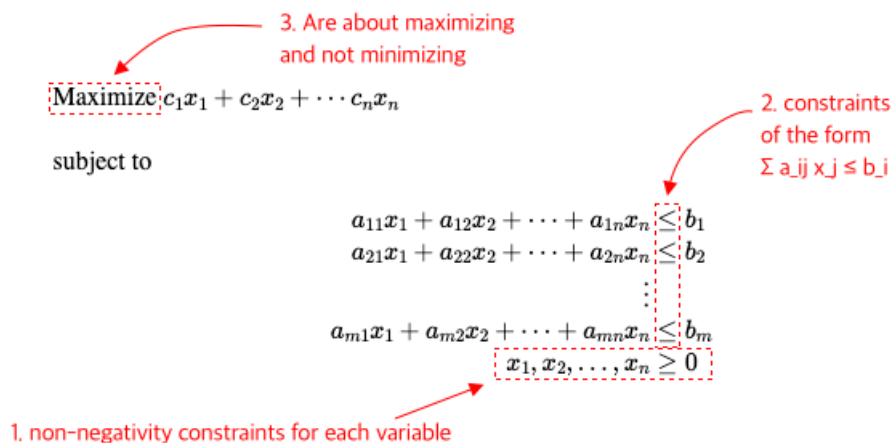 3. Are about maximizing
and not minimizing
Maximize c₁x₁ + c₂x₂ + ⋯ cₙxₙ
2. constraints
of the form
Σ a_ij x_j ≤ b_i
subject to
a₁₁x₁ + a₁₂x₂ + ⋯ + a₁ₙxₙ ≤ b₁
a₂₁x₁ + a₂₂x₂ + ⋯ + a₂ₙxₙ ≤ b₂
⋮
aₘ₁x₁ + aₘ₂x₂ + ⋯ + aₘₙxₙ ≤ bₘ
x₁, x₂, …, xₙ ≥ 0
1. non-negativity constraints for each variable